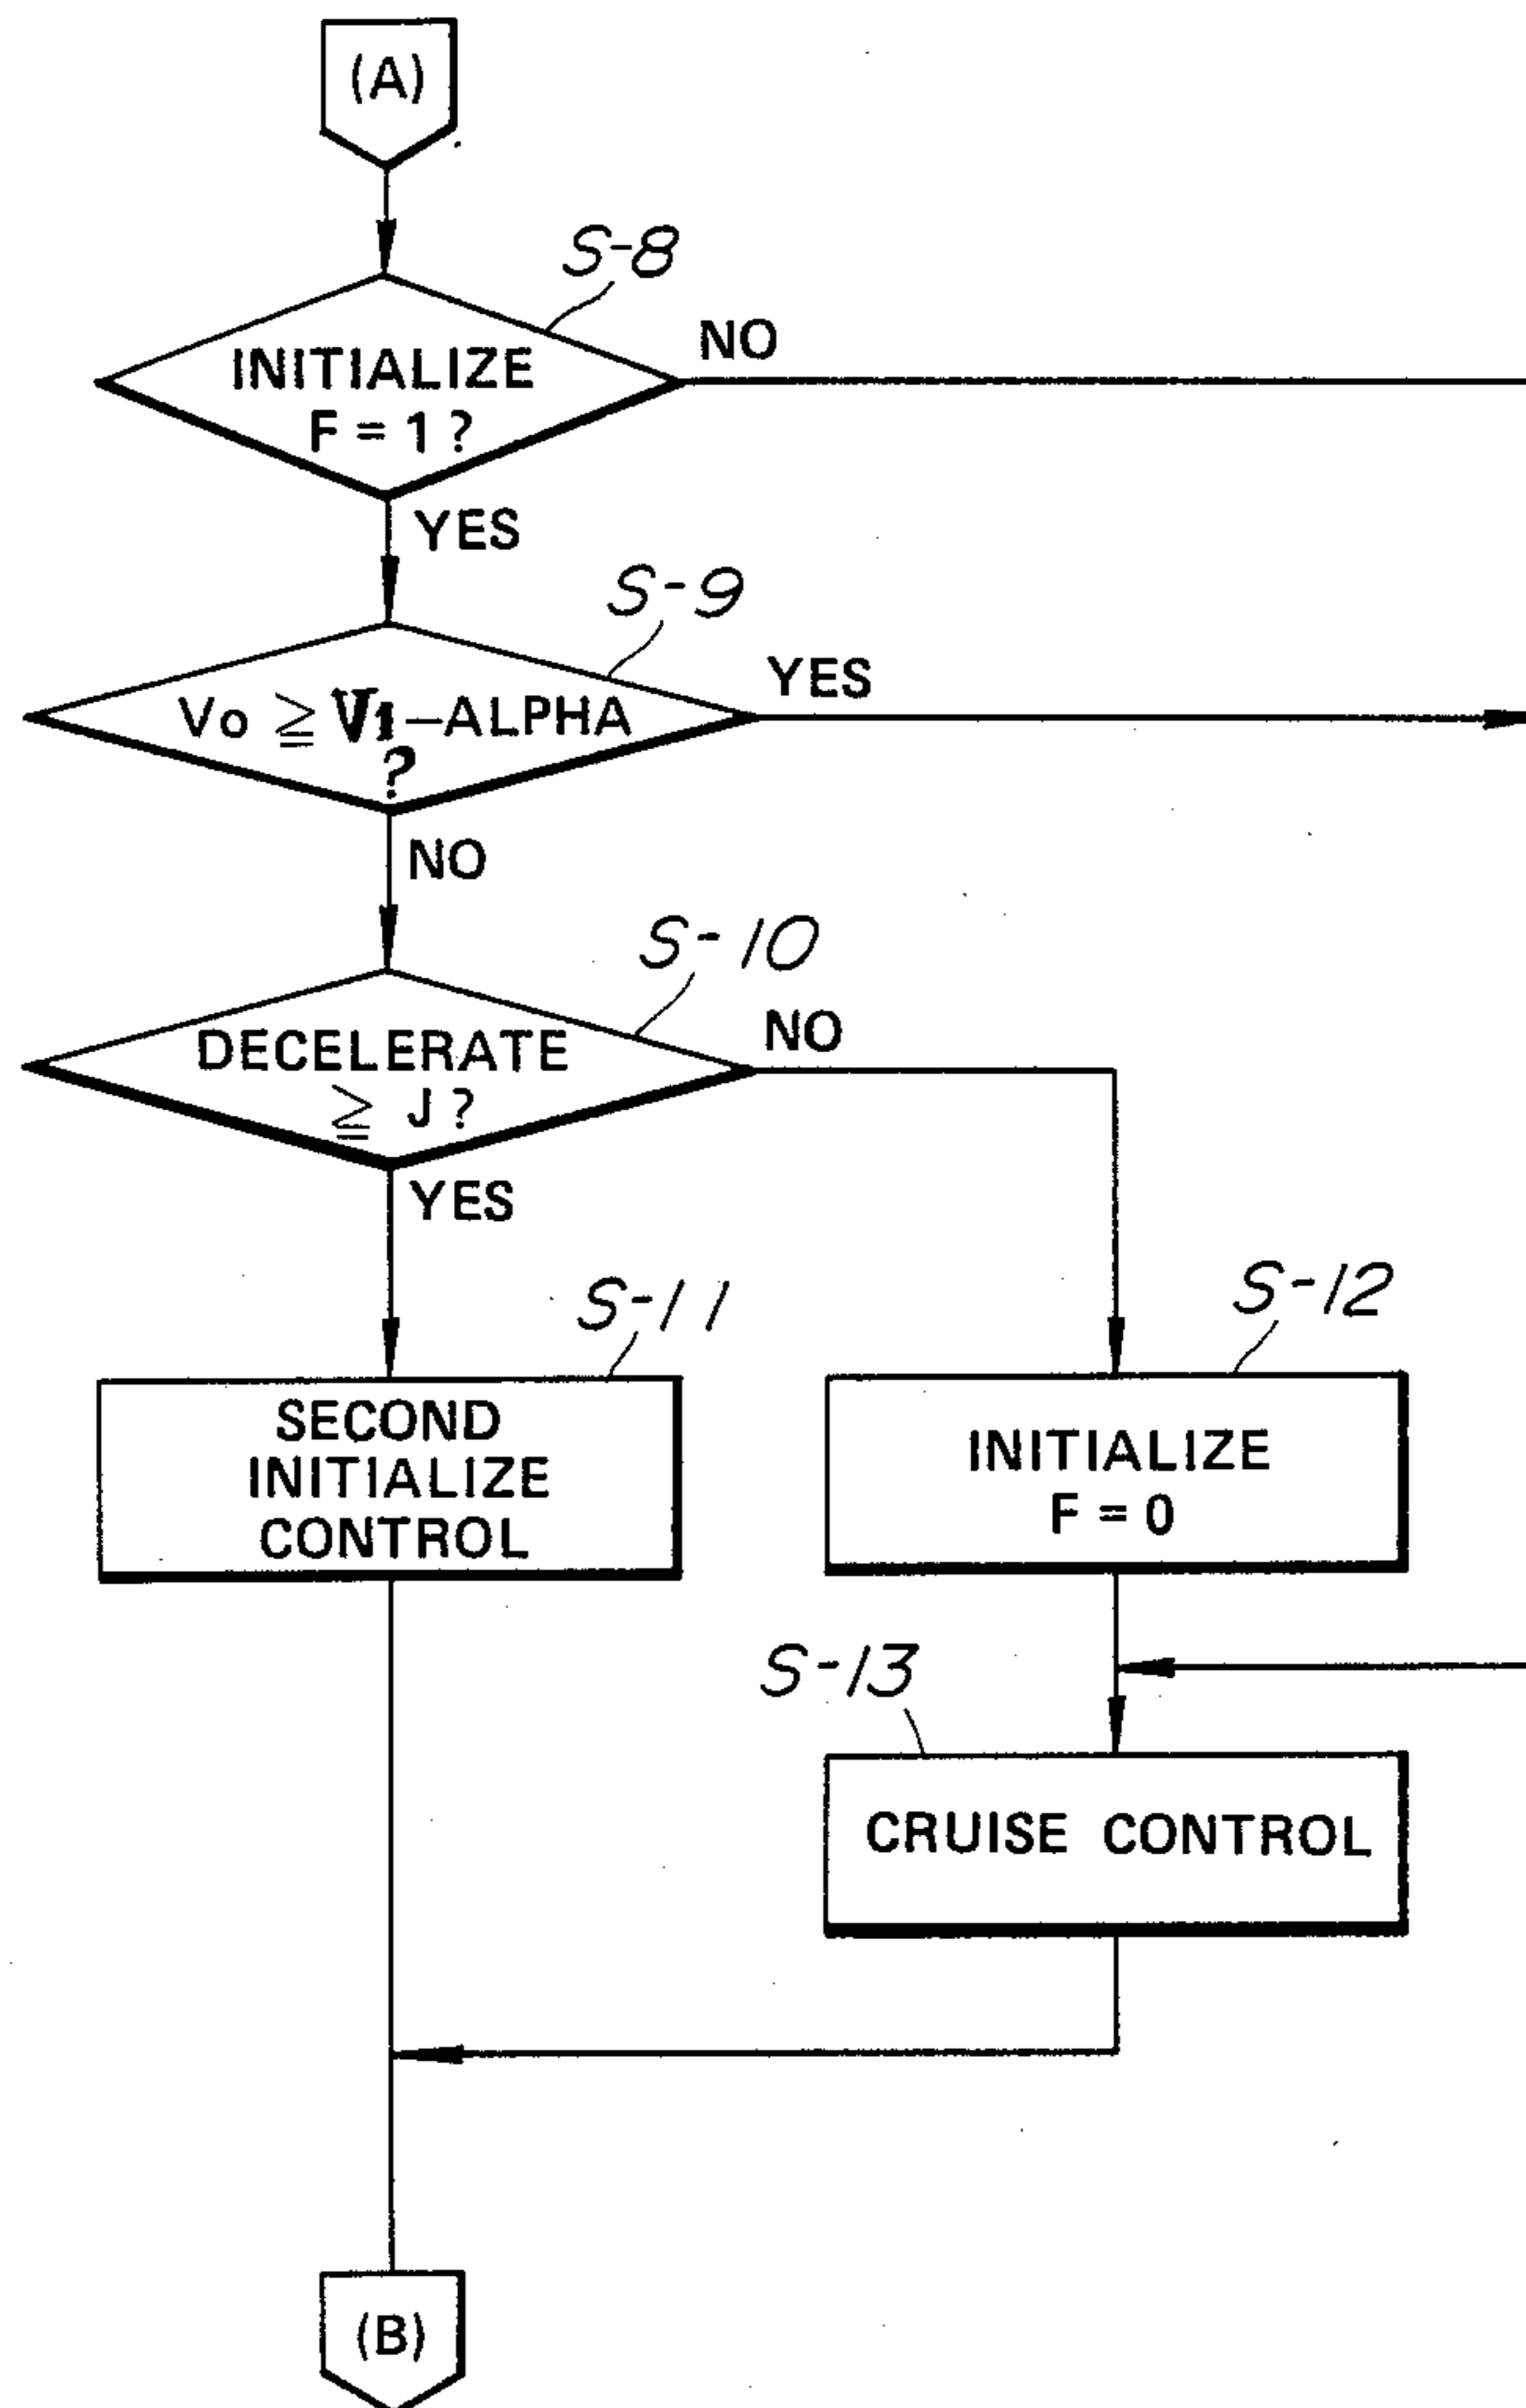 (A)
S-8
NO
INITIALIZE
F = 1 ?
YES
S-9
YES
Vo ≧ V1-ALPHA
?
NO
S-10
NO
DECELERATE
≧ J ?
YES
S-11
S-12
SECOND
INITIALIZE
CONTROL
INITIALIZE
F = 0
S-13
CRUISE CONTROL
(B)